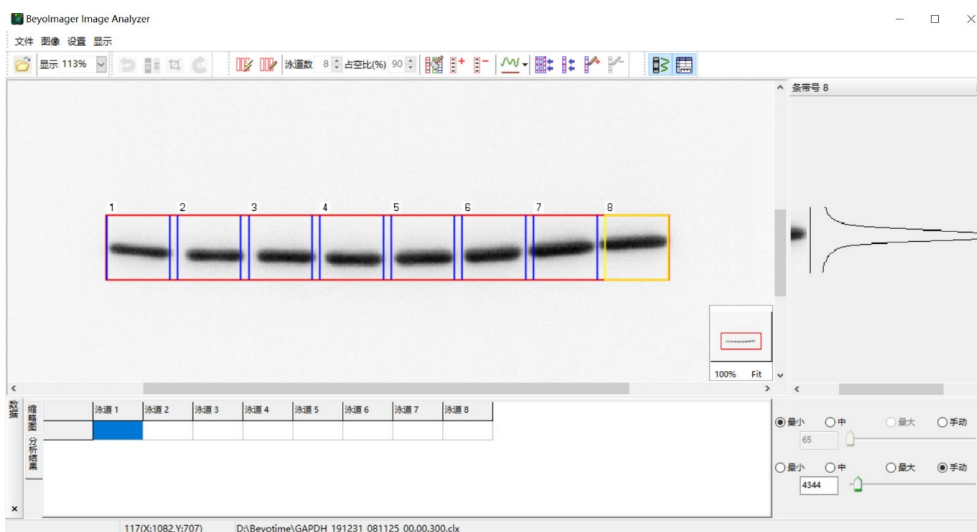 BeyoImager Image Analyzer
文件 图像 设置 显示
显示 113% 泳道数 8 占空比(%) 90
条带号 8
1 2 3 4 5 6 7 8
100% Fit
数据
缩略图 分析结果
泳道 1 泳道 2 泳道 3 泳道 4 泳道 5 泳道 6 泳道 7 泳道 8
最小 中 最大 手动
65
最小 中 最大 手动
4344
117(X:1082,Y:707) D:\Beyotime\GAPDH_191231_081125_00.00.300.clx